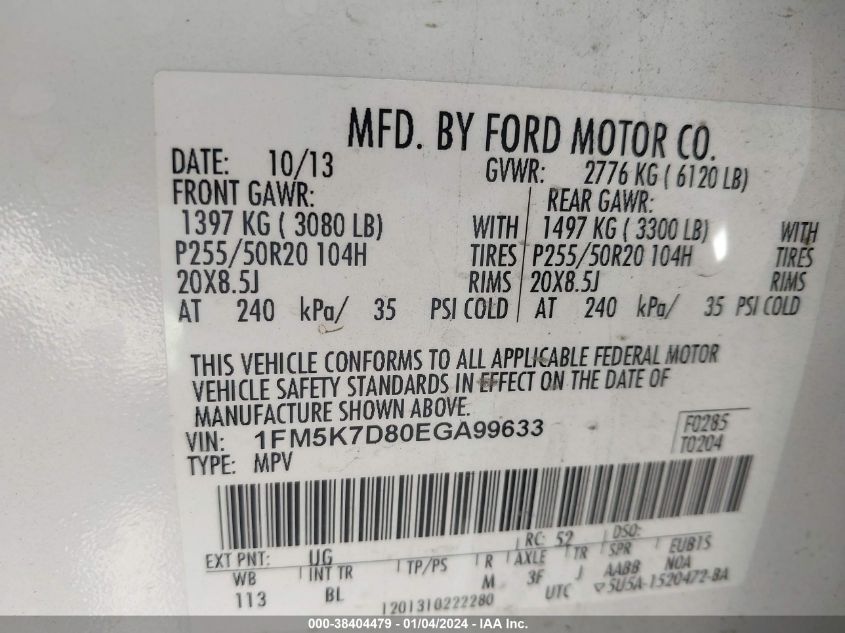 MFD. BY FORD MOTOR CO.
DATE: 10/13 GVWR: 2776 KG ( 6120 LB)
FRONT GAWR: REAR GAWR:
1397 KG ( 3080 LB) WITH 1497 KG ( 3300 LB) WITH
P255/50R20 104H TIRES P255/50R20 104H TIRES
20X8.5J RIMS 20X8.5J RIMS
AT 240 kPa/ 35 PSI COLD AT 240 kPa/ 35 PSI COLD
THIS VEHICLE CONFORMS TO ALL APPLICABLE FEDERAL MOTOR
VEHICLE SAFETY STANDARDS IN EFFECT ON THE DATE OF
MANUFACTURE SHOWN ABOVE.
VIN: 1FM5K7D80EGA99633 F0285
TYPE: MPV T0204
EXT PNT: UG RC: 52 DSO:
WB INT TR TP/PS R AXLE TR SPR EUB15
113 BL M 3F J AABB NOA
1201310222280 UTC 5U5A-1520472-BA
000-38404479 - 01/04/2024 - IAAI.com.